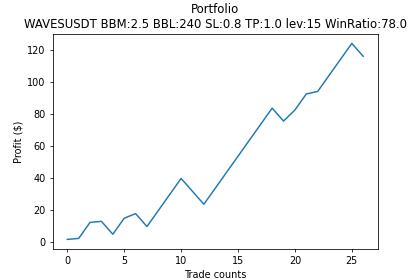 Portfolio
WAVESUSDT BBM:2.5 BBL:240 SL:0.8 TP:1.0 lev:15 WinRatio:78.0
120
100
80
60
40
20
0
Profit ($)
0 5 10 15 20 25
Trade counts